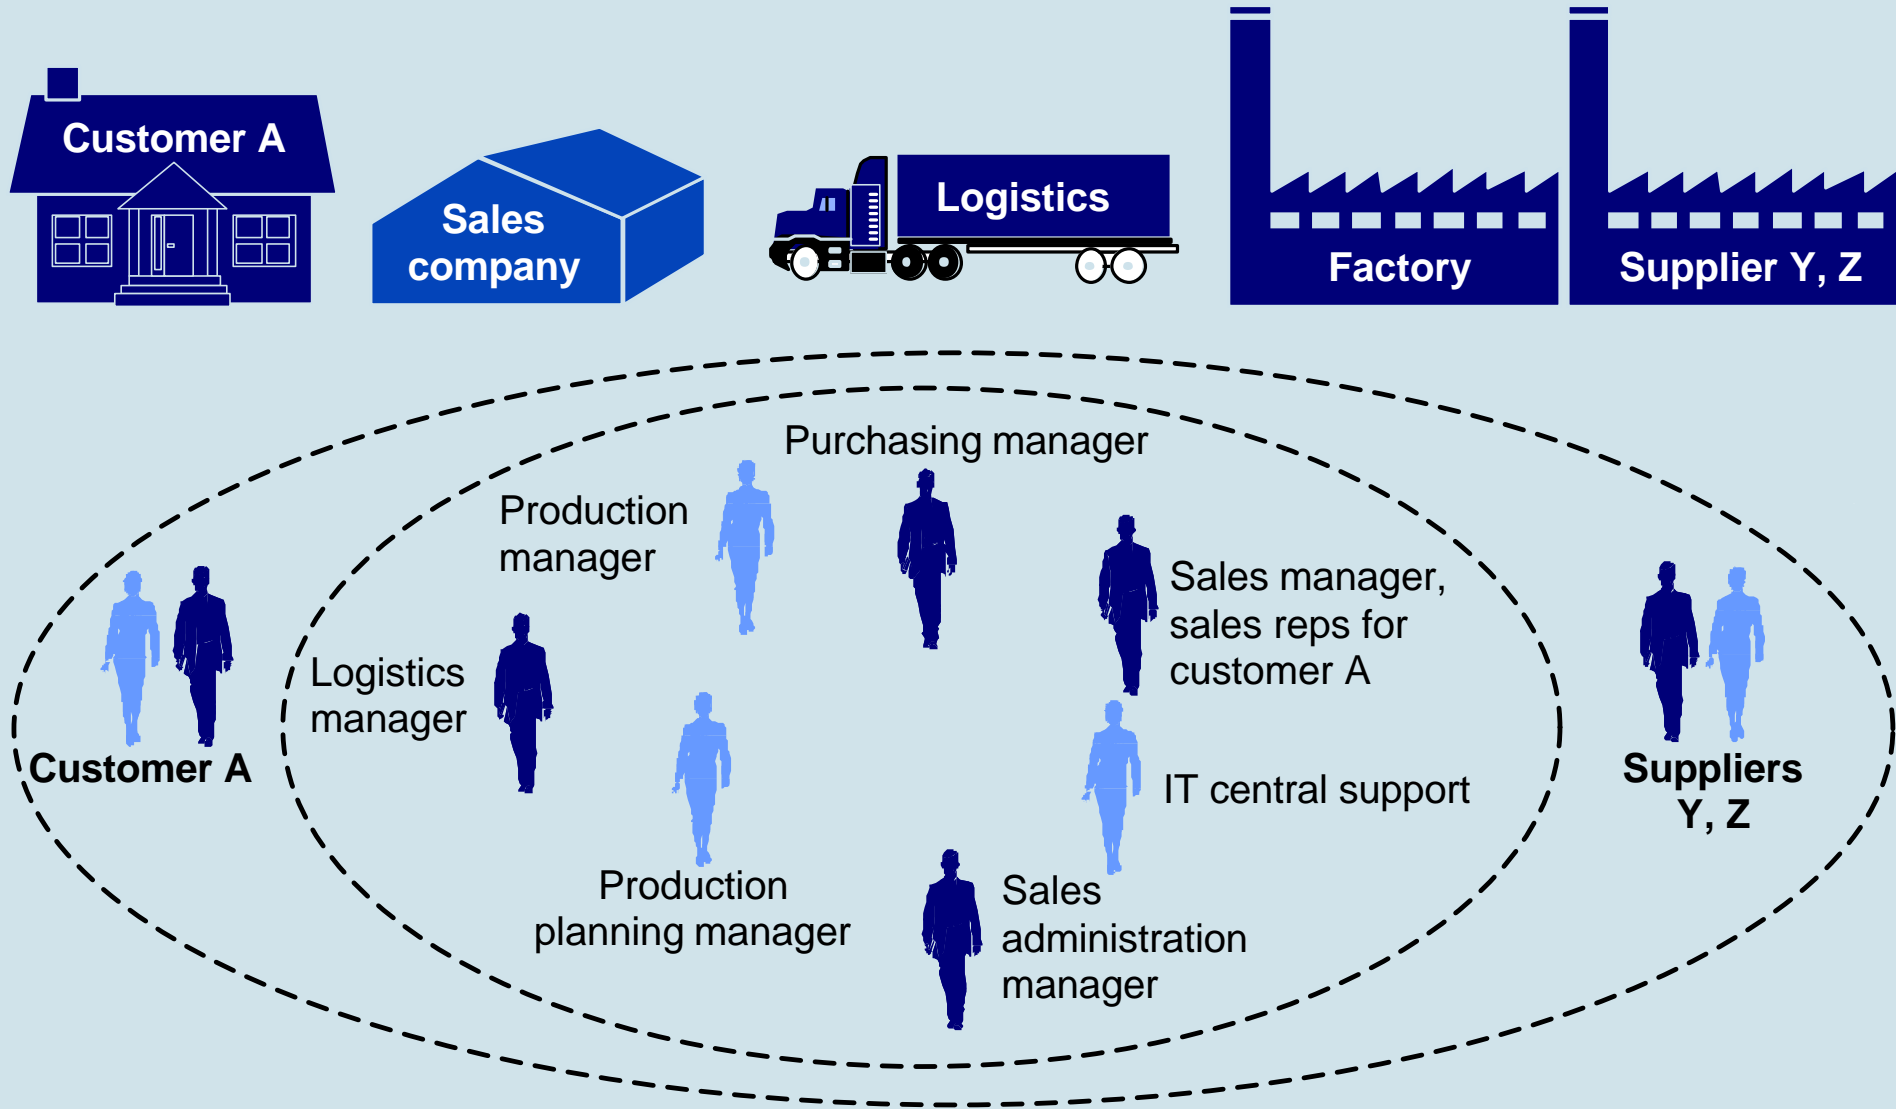 Customer A
Sales
company
Logistics
Factory
Supplier Y, Z
Purchasing manager
Production
manager
Sales manager,
sales reps for
customer A
Logistics
manager
Customer A
IT central support
Suppliers
Y, Z
Production
planning manager
Sales
administration
manager